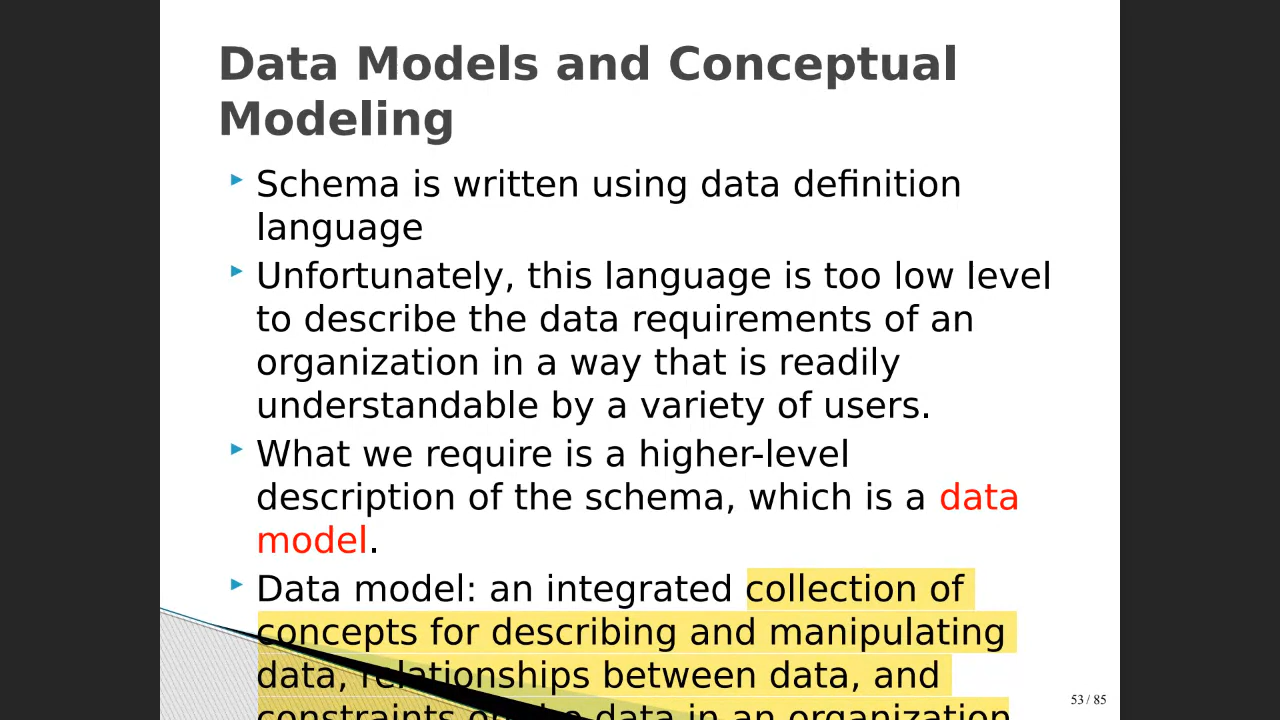 Data Models and Conceptual
Modeling
Schema is written using data definition
language
Unfortunately, this language is too low level
to describe the data requirements of an
organization in a way that is readily
understandable by a variety of users.
What we require is a higher-level
description of the schema, which is a data
model.
Data model: an integrated collection of
concepts for describing and manipulating
data, relationships between data, and
constraints on the data in an organization
53 / 85